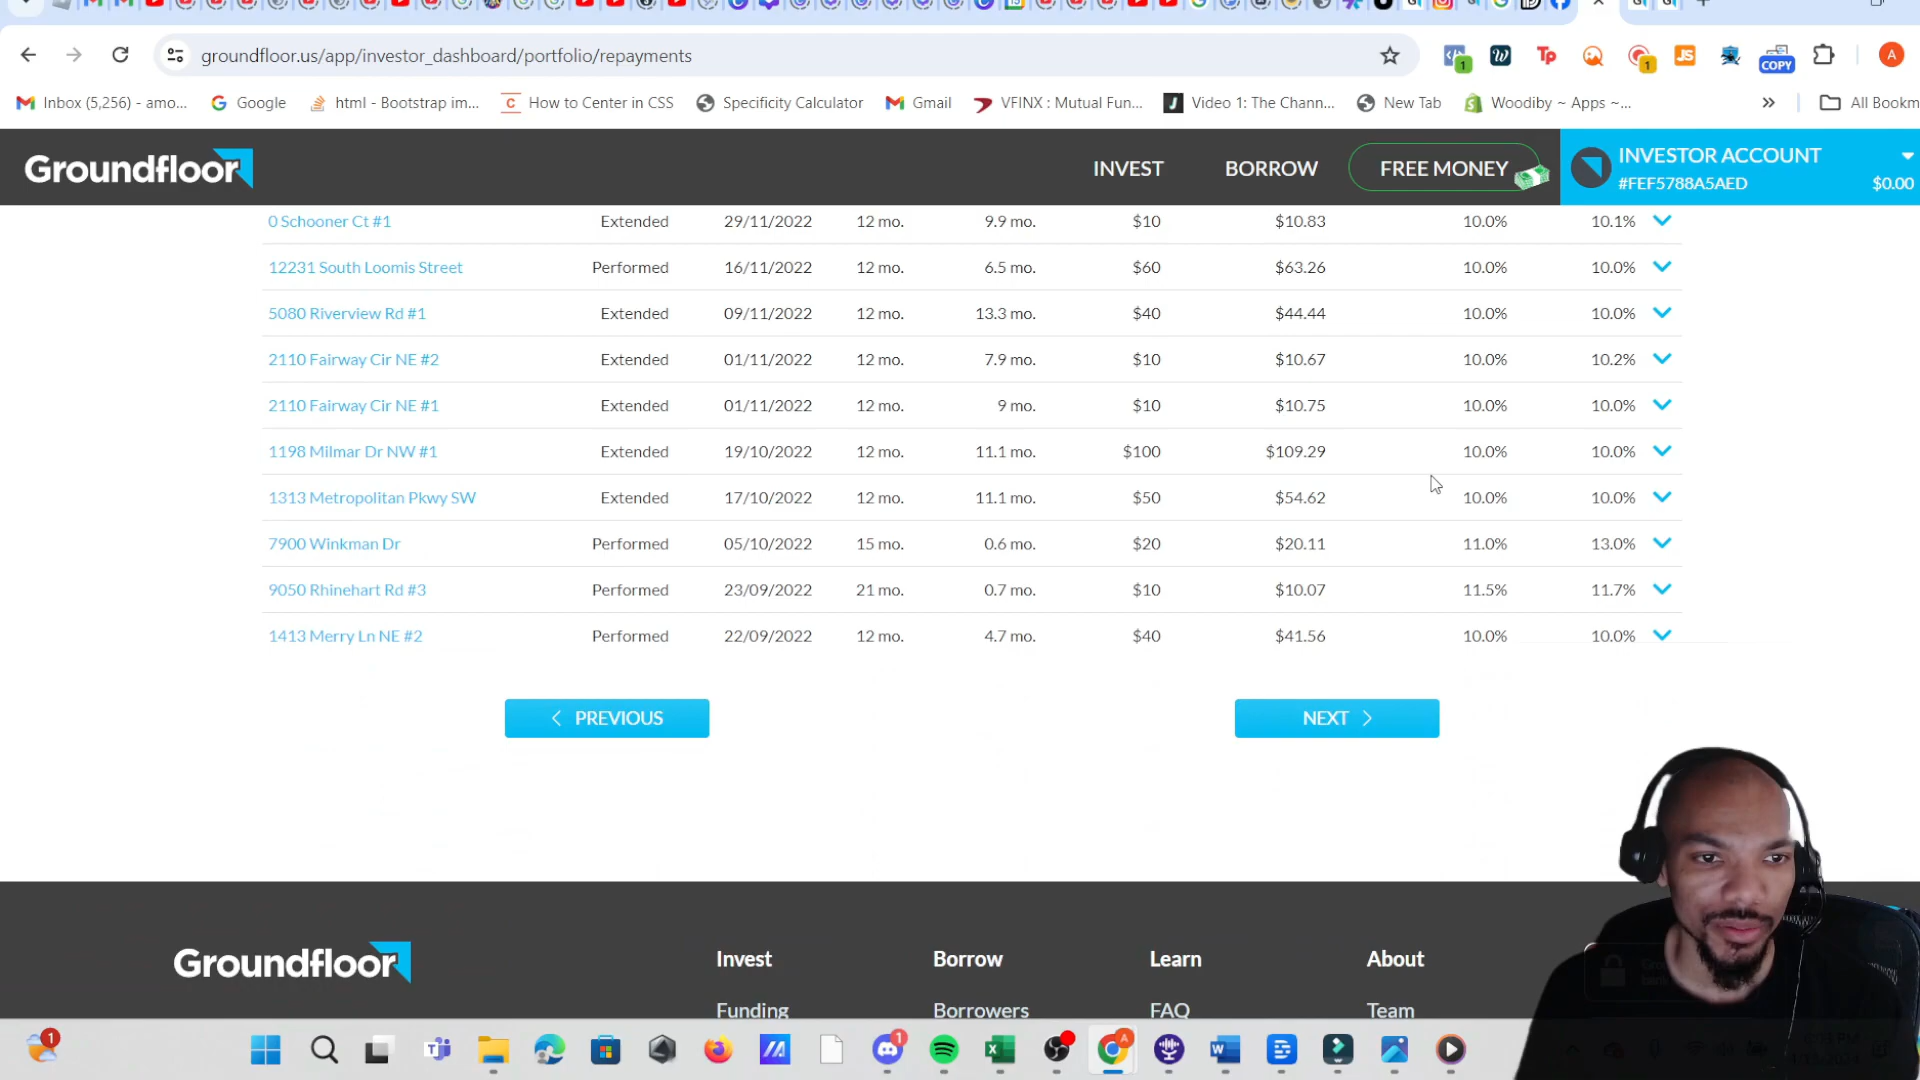 groundfloor.us/app/investor_dashboard/portfolio/repayments
1
1
COPY
JS
Tp
A
Inbox (5,256) - amo...
Google
html - Bootstrap im...
How to Center in CSS
Specificity Calculator
Gmail
VFINX : Mutual Fun...
Video 1: The Chann...
New Tab
Woodiby ~ Apps ~...
All Bookm
Groundfloor
INVEST
BORROW
FREE MONEY
INVESTOR ACCOUNT
#FEF5788A5AED
$0.00
0 Schooner Ct #1 Extended 29/11/2022 12 mo. 9.9 mo. $10 $10.83 10.0% 10.1%
12231 South Loomis Street Performed 16/11/2022 12 mo. 6.5 mo. $60 $63.26 10.0% 10.0%
5080 Riverview Rd #1 Extended 09/11/2022 12 mo. 13.3 mo. $40 $44.44 10.0% 10.0%
2110 Fairway Cir NE #2 Extended 01/11/2022 12 mo. 7.9 mo. $10 $10.67 10.0% 10.2%
2110 Fairway Cir NE #1 Extended 01/11/2022 12 mo. 9 mo. $10 $10.75 10.0% 10.0%
1198 Milmar Dr NW #1 Extended 19/10/2022 12 mo. 11.1 mo. $100 $109.29 10.0% 10.0%
1313 Metropolitan Pkwy SW Extended 17/10/2022 12 mo. 11.1 mo. $50 $54.62 10.0% 10.0%
7900 Winkman Dr Performed 05/10/2022 15 mo. 0.6 mo. $20 $20.11 11.0% 13.0%
9050 Rhinehart Rd #3 Performed 23/09/2022 21 mo. 0.7 mo. $10 $10.07 11.5% 11.7%
1413 Merry Ln NE #2 Performed 22/09/2022 12 mo. 4.7 mo. $40 $41.56 10.0% 10.0%
PREVIOUS
NEXT
Groundfloor
Invest
Borrow
Learn
About
Funding
Borrowers
FAQ
Team
1
1
A